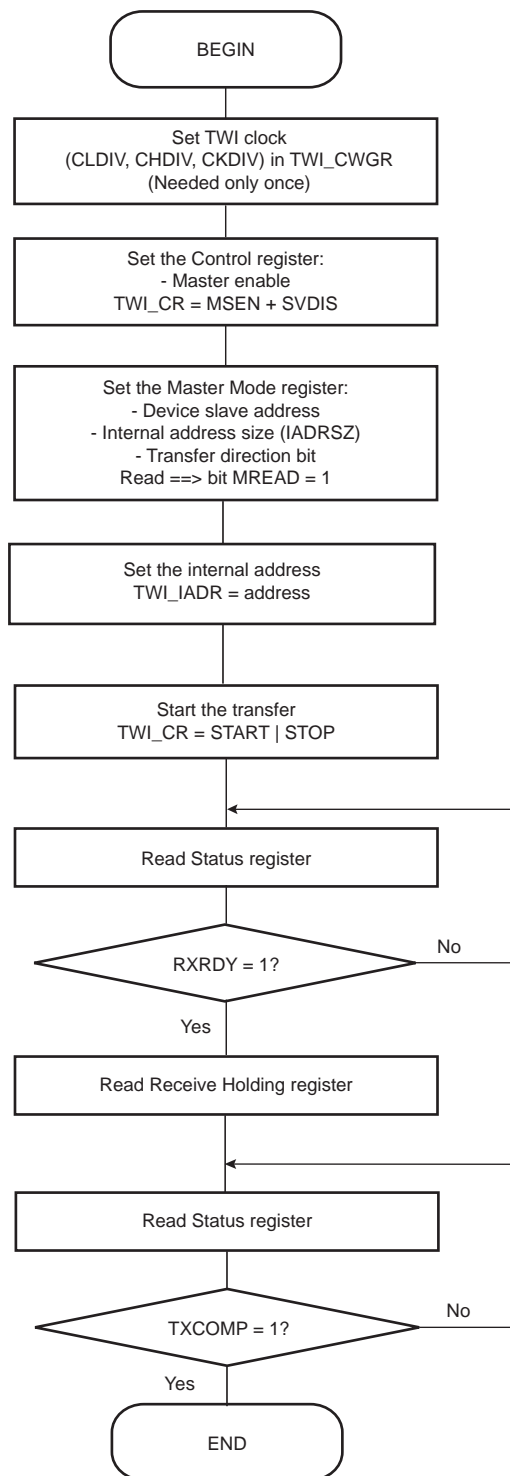 BEGIN
Set TWI clock
(CLDIV, CHDIV, CKDIV) in TWI_CWGR
(Needed only once)
Set the Control register:
- Master enable
TWI_CR = MSEN + SVDIS
Set the Master Mode register:
- Device slave address
- Internal address size (IADRSZ)
- Transfer direction bit
Read ==> bit MREAD = 1
Set the internal address
TWI_IADR = address
Start the transfer
TWI_CR = START | STOP
Read Status register
RXRDY = 1?
No
Yes
Read Receive Holding register
Read Status register
TXCOMP = 1?
No
Yes
END